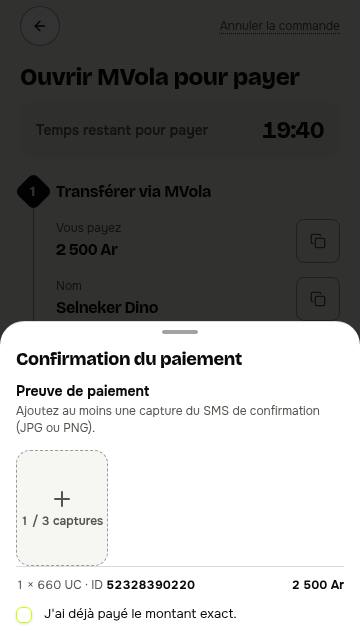 Annuler la commande
Ouvrir MVola pour payer
Temps restant pour payer 19:40
1 Transférer via MVola
Vous payez
2 500 Ar
Nom
Selneker Dino
Confirmation du paiement
Preuve de paiement
Ajoutez au moins une capture du SMS de confirmation
(JPG ou PNG).
1 / 3 captures
1 × 660 UC · ID 52328390220 2 500 Ar
J'ai déjà payé le montant exact.